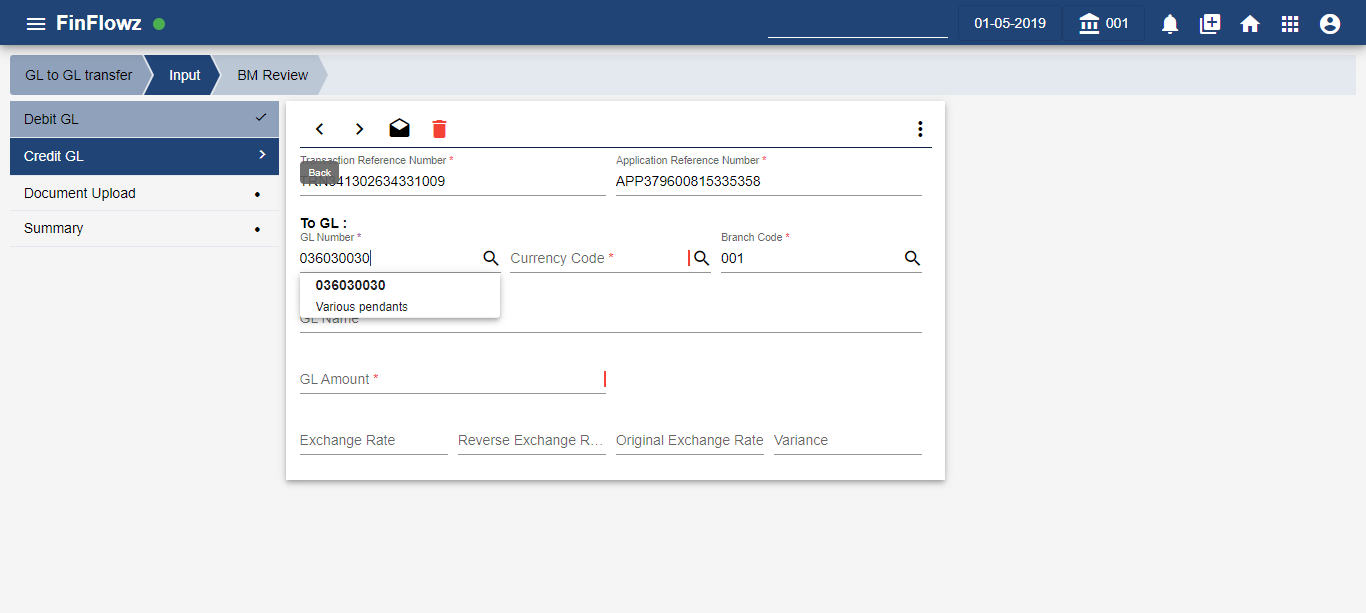 FinFlowz
01-05-2019
001
GL to GL transfer
Input
BM Review
Debit GL
Credit GL
Document Upload
Summary
Transaction Reference Number *
Application Reference Number *
Back
TRN341302634331009
APP379600815335358
To GL :
GL Number *
Branch Code *
036030030
Currency Code *
001
036030030
Various pendants
GL Name
GL Amount *
Exchange Rate
Reverse Exchange R...
Original Exchange Rate
Variance